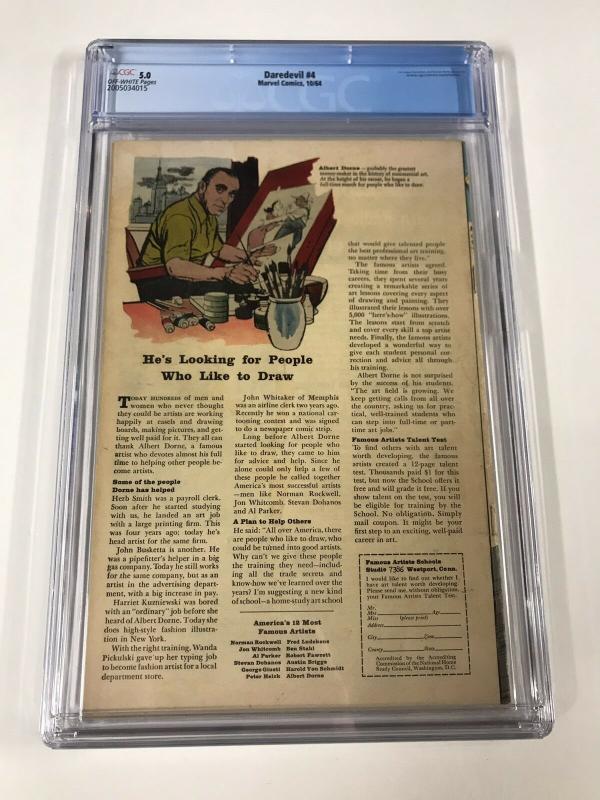 CGC 5.0
OFF-WHITE Pages
2005034015
Daredevil #4
Marvel Comics, 10/64
CGC
Albert Dorne — probably the greatest
money-maker in the history of commercial art.
At the height of his career, he began a
full-time search for people who like to draw.
He's Looking for People
Who Like to Draw
TODAY HUNDREDS of men and
women who never thought
they could be artists are working
happily at easels and drawing
boards, making pictures, and get-
ting well paid for it. They all can
thank Albert Dorne, a famous
artist who devotes almost his full
time to helping other people be-
come artists.
Some of the people
Dorne has helped
Herb Smith was a payroll clerk.
Soon after he started studying
with us, he landed an art job
with a large printing firm. This
was four years ago; today he's
head artist for the same firm.
John Busketta is another. He
was a pipefitter's helper in a big
gas company. Today he still works
for the same company, but as an
artist in the advertising depart-
ment, with a big increase in pay.
Harriet Kuzniewski was bored
with an "ordinary" job before she
heard of Albert Dorne. Today she
does high-style fashion illustra-
tion in New York.
With the right training, Wanda
Pickulski gave up her typing job
to become fashion artist for a local
department store.
John Whitaker of Memphis
was an airline clerk two years ago.
Recently he won a national car-
tooning contest and was signed
to do a newspaper comic strip.
Long before Albert Dorne
started looking for people who
like to draw, they came to him
for advice and help. Since he
alone could only help a few of
these people he called together
America's most successful artists
—men like Norman Rockwell,
Jon Whitcomb, Stevan Dohanos
and Al Parker.
A Plan to Help Others
He said: "All over America, there
are people who like to draw, who
could be turned into good artists.
Why can't we give these people
the training they need—includ-
ing all the trade secrets and
know-how we've learned over the
years? I'm suggesting a new kind
of school—a home-study art school
America's 12 Most
Famous Artists
Norman Rockwell Fred Ludekens
Jon Whitcomb Ben Stahl
Al Parker Robert Fawcett
Stevan Dohanos Austin Briggs
George Giusti Harold Von Schmidt
Peter Helck Albert Dorne
that would give talented people
the best professional art training,
no matter where they live."
The famous artists agreed.
Taking time from their busy
careers, they spent several years
creating a remarkable series of
art lessons covering every aspect
of drawing and painting. They
illustrated their lessons with over
5,000 "here's-how" illustrations.
The lessons start from scratch
and cover every skill a top artist
needs. Finally, the famous artists
developed a wonderful way to
give each student personal cor-
rection and advice all through
his training.
Albert Dorne is not surprised
by the success of his students.
"The art field is growing. We
keep getting calls from all over
the country, asking us for prac-
tical, well-trained students who
can step into full-time or part-
time art jobs."
Famous Artists Talent Test
To find others with art talent
worth developing, the famous
artists created a 12-page talent
test. Thousands paid $1 for this
test, but now the School offers it
free and will grade it free. If you
show talent on the test, you will
be eligible for training by the
School. No obligation. Simply
mail coupon. It might be your
first step to an exciting, well-paid
career in art.
Famous Artists Schools
Studio 7386 Westport, Conn.
I would like to find out whether I
have art talent worth developing.
Please send me, without obligation,
your Famous Artists Talent Test.
Mr.
Mrs. Age
Miss (please print)
Address
City Zone
County State
Accredited by the Accrediting
Commission of the National Home
Study Council, Washington, D.C.